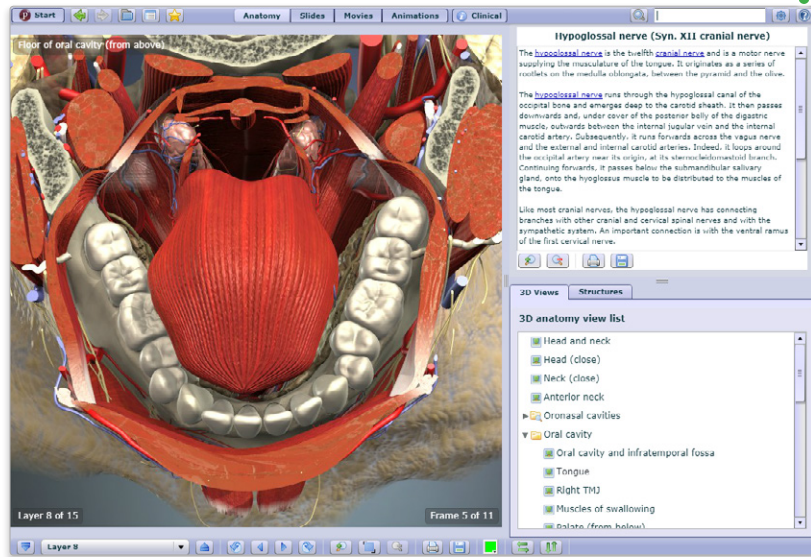 Start
Anatomy
Slides
Movies
Animations
Clinical
Floor of oral cavity (from above)
Layer 8 of 15
Frame 5 of 11
Hypoglossal nerve (Syn. XII cranial nerve)
The hypoglossal nerve is the twelfth cranial nerve and is a motor nerve
supplying the musculature of the tongue. It originates as a series of
rootlets on the medulla oblongata, between the pyramid and the olive.
The hypoglossal nerve runs through the hypoglossal canal of the
occipital bone and emerges deep to the carotid sheath. It then passes
downwards and, under cover of the posterior belly of the digastric
muscle, outwards between the internal jugular vein and the internal
carotid artery. Subsequently, it runs forwards across the vagus nerve
and the external and internal carotid arteries. Indeed, it loops around
the occipital artery near its origin, at its sternocleidomastoid branch.
Continuing forwards, it passes below the submandibular salivary
gland, onto the hyoglossus muscle to be distributed to the muscles of
the tongue.
Like most cranial nerves, the hypoglossal nerve has connecting
branches with other cranial and cervical spinal nerves and with the
sympathetic system. An important connection is with the ventral ramus
of the first cervical nerve.
3D Views
Structures
3D anatomy view list
Head and neck
Head (close)
Neck (close)
Anterior neck
Oronasal cavities
Oral cavity
Oral cavity and infratemporal fossa
Tongue
Right TMJ
Muscles of swallowing
Palate (from below)
Layer 8